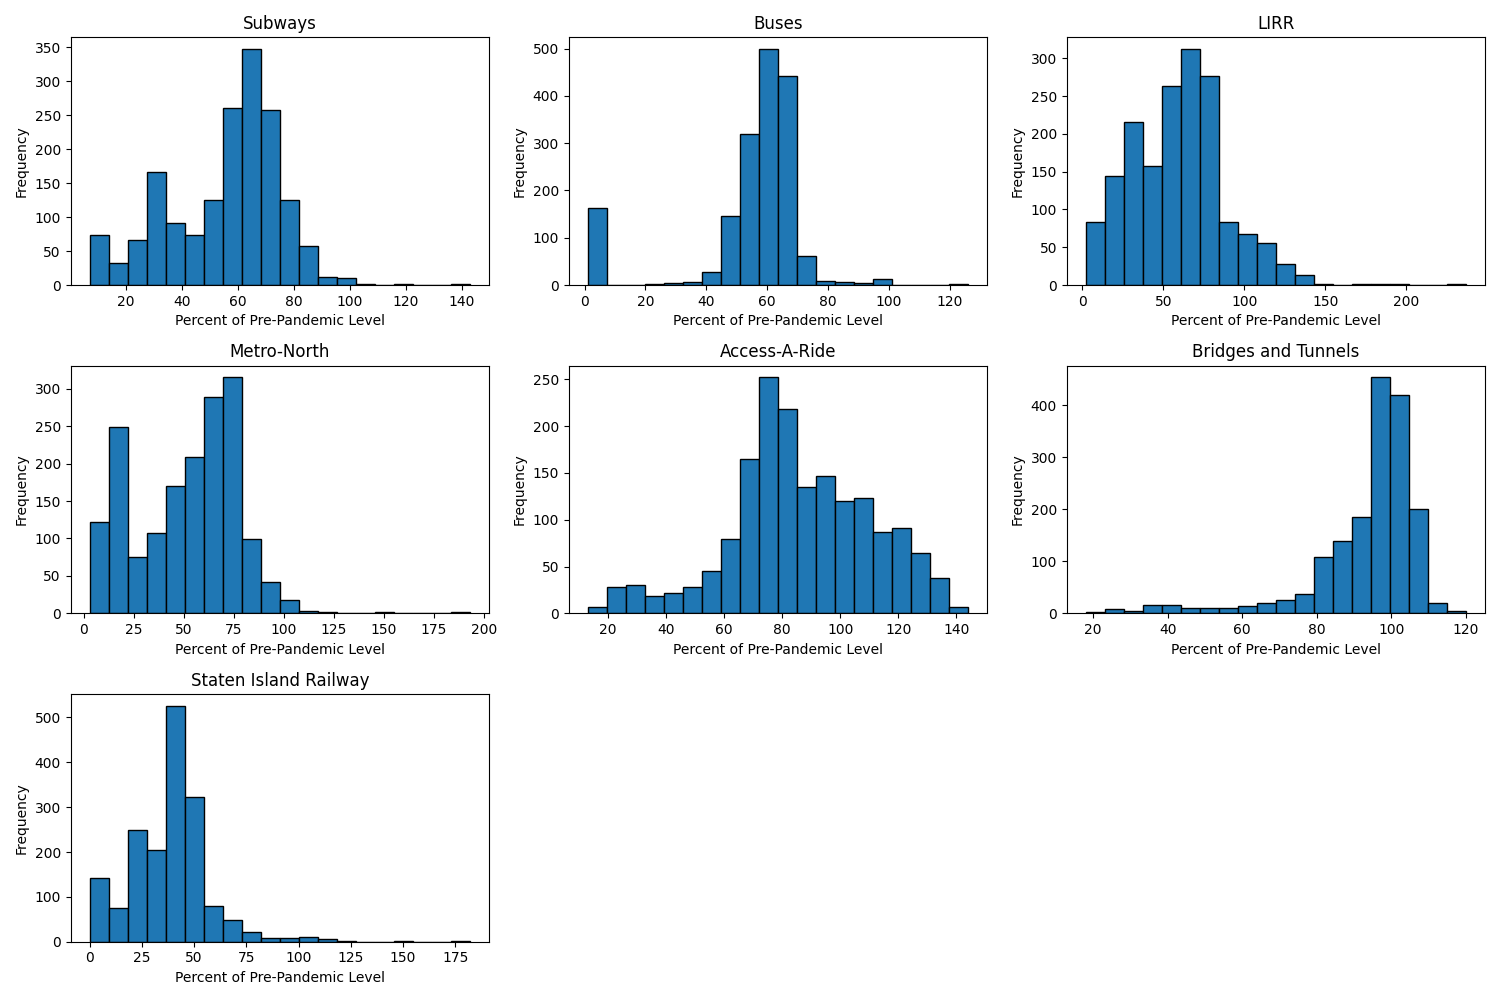 Subways
Buses
LIRR
350
300
250
200
150
100
50
0
Frequency
20 40 60 80 100 120 140
Percent of Pre-Pandemic Level
500
400
300
200
100
0
Frequency
0 20 40 60 80 100 120
Percent of Pre-Pandemic Level
300
250
200
150
100
50
0
Frequency
0 50 100 150 200
Percent of Pre-Pandemic Level
Metro-North
Access-A-Ride
Bridges and Tunnels
300
250
200
150
100
50
0
Frequency
0 25 50 75 100 125 150 175 200
Percent of Pre-Pandemic Level
250
200
150
100
50
0
Frequency
20 40 60 80 100 120 140
Percent of Pre-Pandemic Level
400
300
200
100
0
Frequency
20 40 60 80 100 120
Percent of Pre-Pandemic Level
Staten Island Railway
500
400
300
200
100
0
Frequency
0 25 50 75 100 125 150 175
Percent of Pre-Pandemic Level